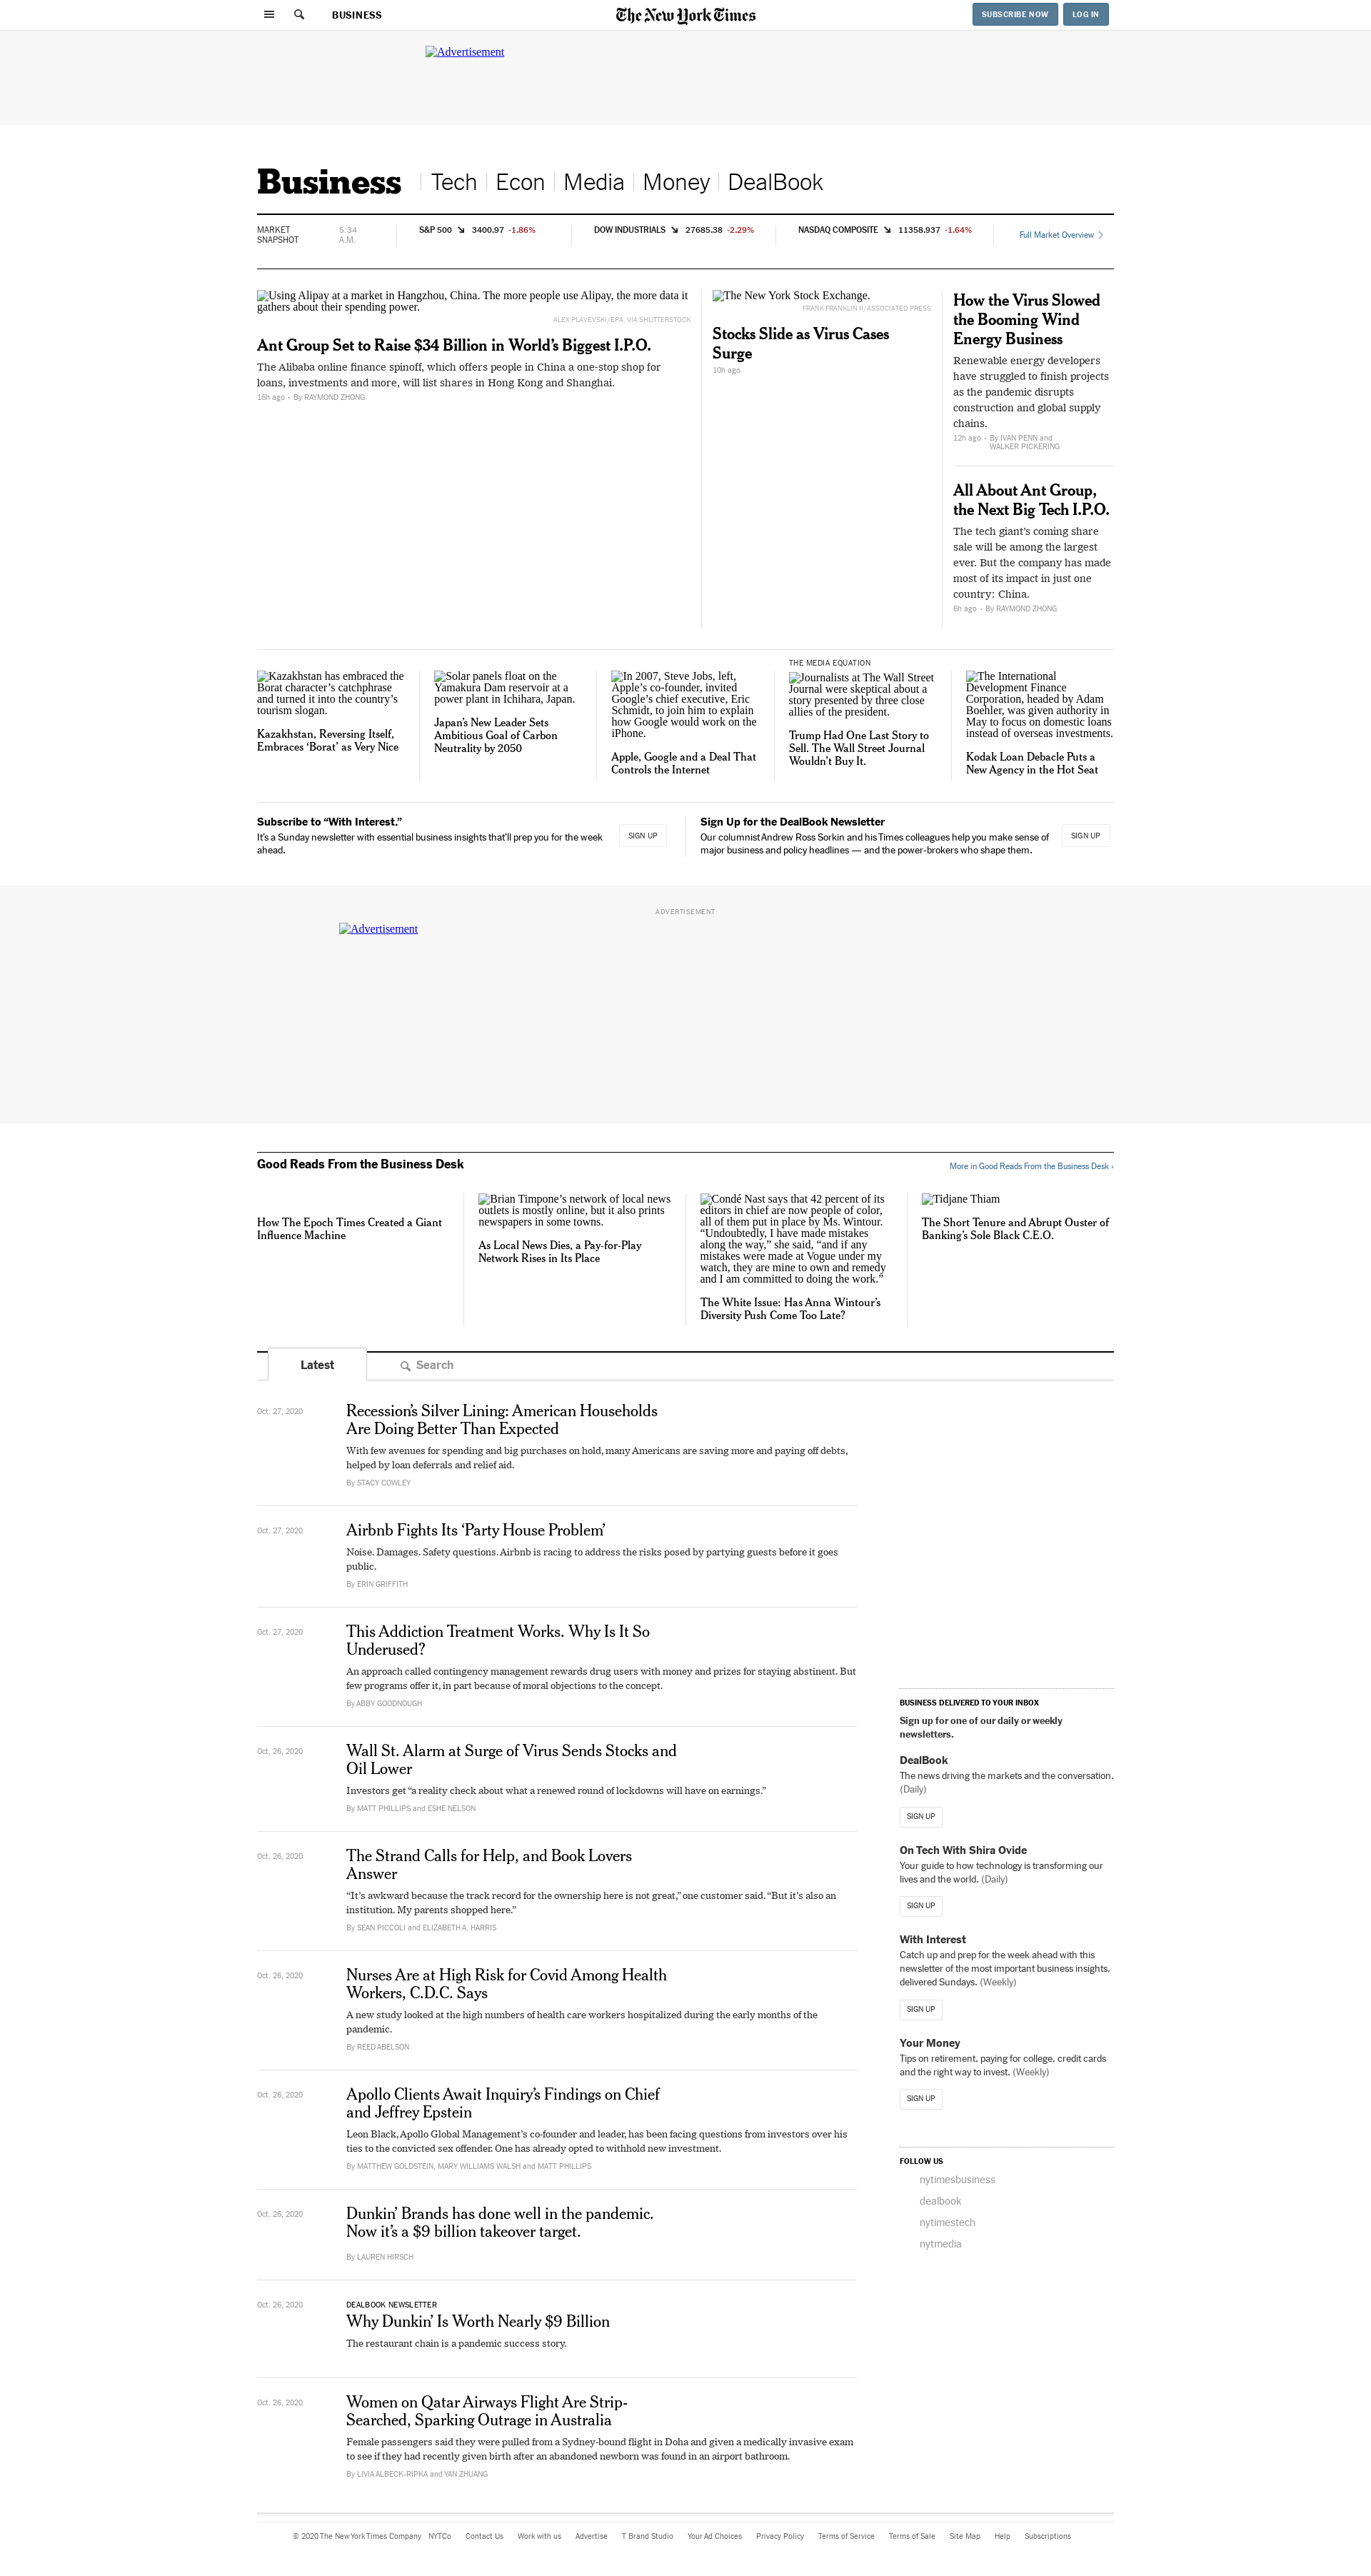 BUSINESS
The New York Times
SUBSCRIBE NOW
LOG IN
Advertisement
Business
Tech
Econ
Media
Money
DealBook
MARKET
SNAPSHOT
5:34
A.M.
S&P 500 3400.97 -1.86%
DOW INDUSTRIALS 27685.38 -2.29%
NASDAQ COMPOSITE 11358.937 -1.64%
Full Market Overview
Using Alipay at a market in Hangzhou, China. The more people use Alipay, the more data it
gathers about their spending power.
ALEX PLAVEVSKI/EPA, VIA SHUTTERSTOCK
Ant Group Set to Raise $34 Billion in World’s Biggest I.P.O.
The Alibaba online finance spinoff, which offers people in China a one-stop shop for
loans, investments and more, will list shares in Hong Kong and Shanghai.
16h ago • By RAYMOND ZHONG
The New York Stock Exchange.
FRANK FRANKLIN II/ASSOCIATED PRESS
Stocks Slide as Virus Cases
Surge
10h ago
How the Virus Slowed
the Booming Wind
Energy Business
Renewable energy developers
have struggled to finish projects
as the pandemic disrupts
construction and global supply
chains.
12h ago • By IVAN PENN and
WALKER PICKERING
All About Ant Group,
the Next Big Tech I.P.O.
The tech giant’s coming share
sale will be among the largest
ever. But the company has made
most of its impact in just one
country: China.
6h ago • By RAYMOND ZHONG
Kazakhstan has embraced the
Borat character’s catchphrase
and turned it into the country’s
tourism slogan.
Kazakhstan, Reversing Itself,
Embraces ‘Borat’ as Very Nice
Solar panels float on the
Yamakura Dam reservoir at a
power plant in Ichihara, Japan.
Japan’s New Leader Sets
Ambitious Goal of Carbon
Neutrality by 2050
In 2007, Steve Jobs, left,
Apple’s co-founder, invited
Google’s chief executive, Eric
Schmidt, to join him to explain
how Google would work on the
iPhone.
Apple, Google and a Deal That
Controls the Internet
THE MEDIA EQUATION
Journalists at The Wall Street
Journal were skeptical about a
story presented by three close
allies of the president.
Trump Had One Last Story to
Sell. The Wall Street Journal
Wouldn’t Buy It.
The International
Development Finance
Corporation, headed by Adam
Boehler, was given authority in
May to focus on domestic loans
instead of overseas investments.
Kodak Loan Debacle Puts a
New Agency in the Hot Seat
Subscribe to “With Interest.”
It’s a Sunday newsletter with essential business insights that’ll prep you for the week
ahead.
SIGN UP
Sign Up for the DealBook Newsletter
Our columnist Andrew Ross Sorkin and his Times colleagues help you make sense of
major business and policy headlines — and the power-brokers who shape them.
SIGN UP
ADVERTISEMENT
Advertisement
Good Reads From the Business Desk
More in Good Reads From the Business Desk ›
How The Epoch Times Created a Giant
Influence Machine
Brian Timpone’s network of local news
outlets is mostly online, but it also prints
newspapers in some towns.
As Local News Dies, a Pay-for-Play
Network Rises in Its Place
Condé Nast says that 42 percent of its
editors in chief are now people of color,
all of them put in place by Ms. Wintour.
“Undoubtedly, I have made mistakes
along the way,” she said, “and if any
mistakes were made at Vogue under my
watch, they are mine to own and remedy
and I am committed to doing the work.”
The White Issue: Has Anna Wintour’s
Diversity Push Come Too Late?
Tidjane Thiam
The Short Tenure and Abrupt Ouster of
Banking’s Sole Black C.E.O.
Latest
Search
Oct. 27, 2020
Recession’s Silver Lining: American Households
Are Doing Better Than Expected
With few avenues for spending and big purchases on hold, many Americans are saving more and paying off debts,
helped by loan deferrals and relief aid.
By STACY COWLEY
Oct. 27, 2020
Airbnb Fights Its ‘Party House Problem’
Noise. Damages. Safety questions. Airbnb is racing to address the risks posed by partying guests before it goes
public.
By ERIN GRIFFITH
Oct. 27, 2020
This Addiction Treatment Works. Why Is It So
Underused?
An approach called contingency management rewards drug users with money and prizes for staying abstinent. But
few programs offer it, in part because of moral objections to the concept.
By ABBY GOODNOUGH
Oct. 26, 2020
Wall St. Alarm at Surge of Virus Sends Stocks and
Oil Lower
Investors get “a reality check about what a renewed round of lockdowns will have on earnings.”
By MATT PHILLIPS and ESHE NELSON
Oct. 26, 2020
The Strand Calls for Help, and Book Lovers
Answer
“It’s awkward because the track record for the ownership here is not great,” one customer said. “But it’s also an
institution. My parents shopped here.”
By SEAN PICCOLI and ELIZABETH A. HARRIS
Oct. 26, 2020
Nurses Are at High Risk for Covid Among Health
Workers, C.D.C. Says
A new study looked at the high numbers of health care workers hospitalized during the early months of the
pandemic.
By REED ABELSON
Oct. 26, 2020
Apollo Clients Await Inquiry’s Findings on Chief
and Jeffrey Epstein
Leon Black, Apollo Global Management’s co-founder and leader, has been facing questions from investors over his
ties to the convicted sex offender. One has already opted to withhold new investment.
By MATTHEW GOLDSTEIN, MARY WILLIAMS WALSH and MATT PHILLIPS
Oct. 26, 2020
Dunkin’ Brands has done well in the pandemic.
Now it’s a $9 billion takeover target.
By LAUREN HIRSCH
Oct. 26, 2020
DEALBOOK NEWSLETTER
Why Dunkin’ Is Worth Nearly $9 Billion
The restaurant chain is a pandemic success story.
Oct. 26, 2020
Women on Qatar Airways Flight Are Strip-
Searched, Sparking Outrage in Australia
Female passengers said they were pulled from a Sydney-bound flight in Doha and given a medically invasive exam
to see if they had recently given birth after an abandoned newborn was found in an airport bathroom.
By LIVIA ALBECK-RIPKA and YAN ZHUANG
BUSINESS DELIVERED TO YOUR INBOX
Sign up for one of our daily or weekly
newsletters.
DealBook
The news driving the markets and the conversation.
(Daily)
SIGN UP
On Tech With Shira Ovide
Your guide to how technology is transforming our
lives and the world. (Daily)
SIGN UP
With Interest
Catch up and prep for the week ahead with this
newsletter of the most important business insights,
delivered Sundays. (Weekly)
SIGN UP
Your Money
Tips on retirement, paying for college, credit cards
and the right way to invest. (Weekly)
SIGN UP
FOLLOW US
nytimesbusiness
dealbook
nytimestech
nytmedia
© 2020 The New York Times Company NYTCo Contact Us Work with us Advertise T Brand Studio Your Ad Choices Privacy Policy Terms of Service Terms of Sale Site Map Help Subscriptions